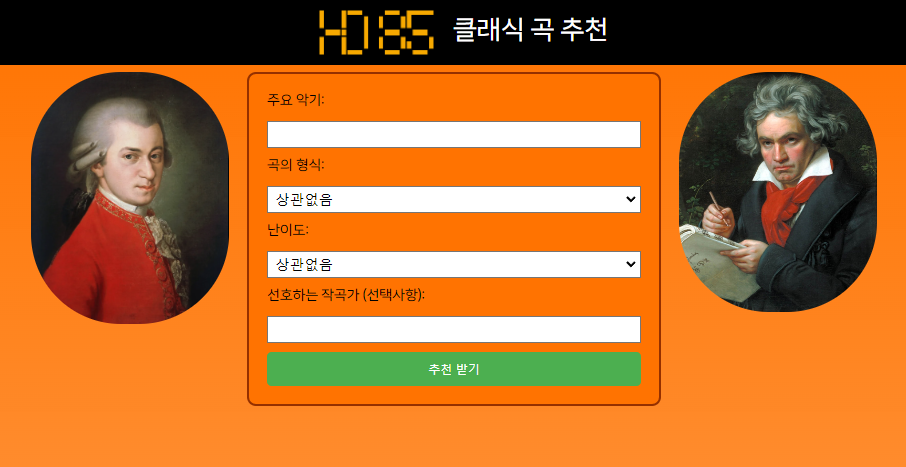 HD 85 클래식 곡 추천
주요 악기:
곡의 형식:
상관없음
난이도:
상관없음
선호하는 작곡가 (선택사항):
추천 받기